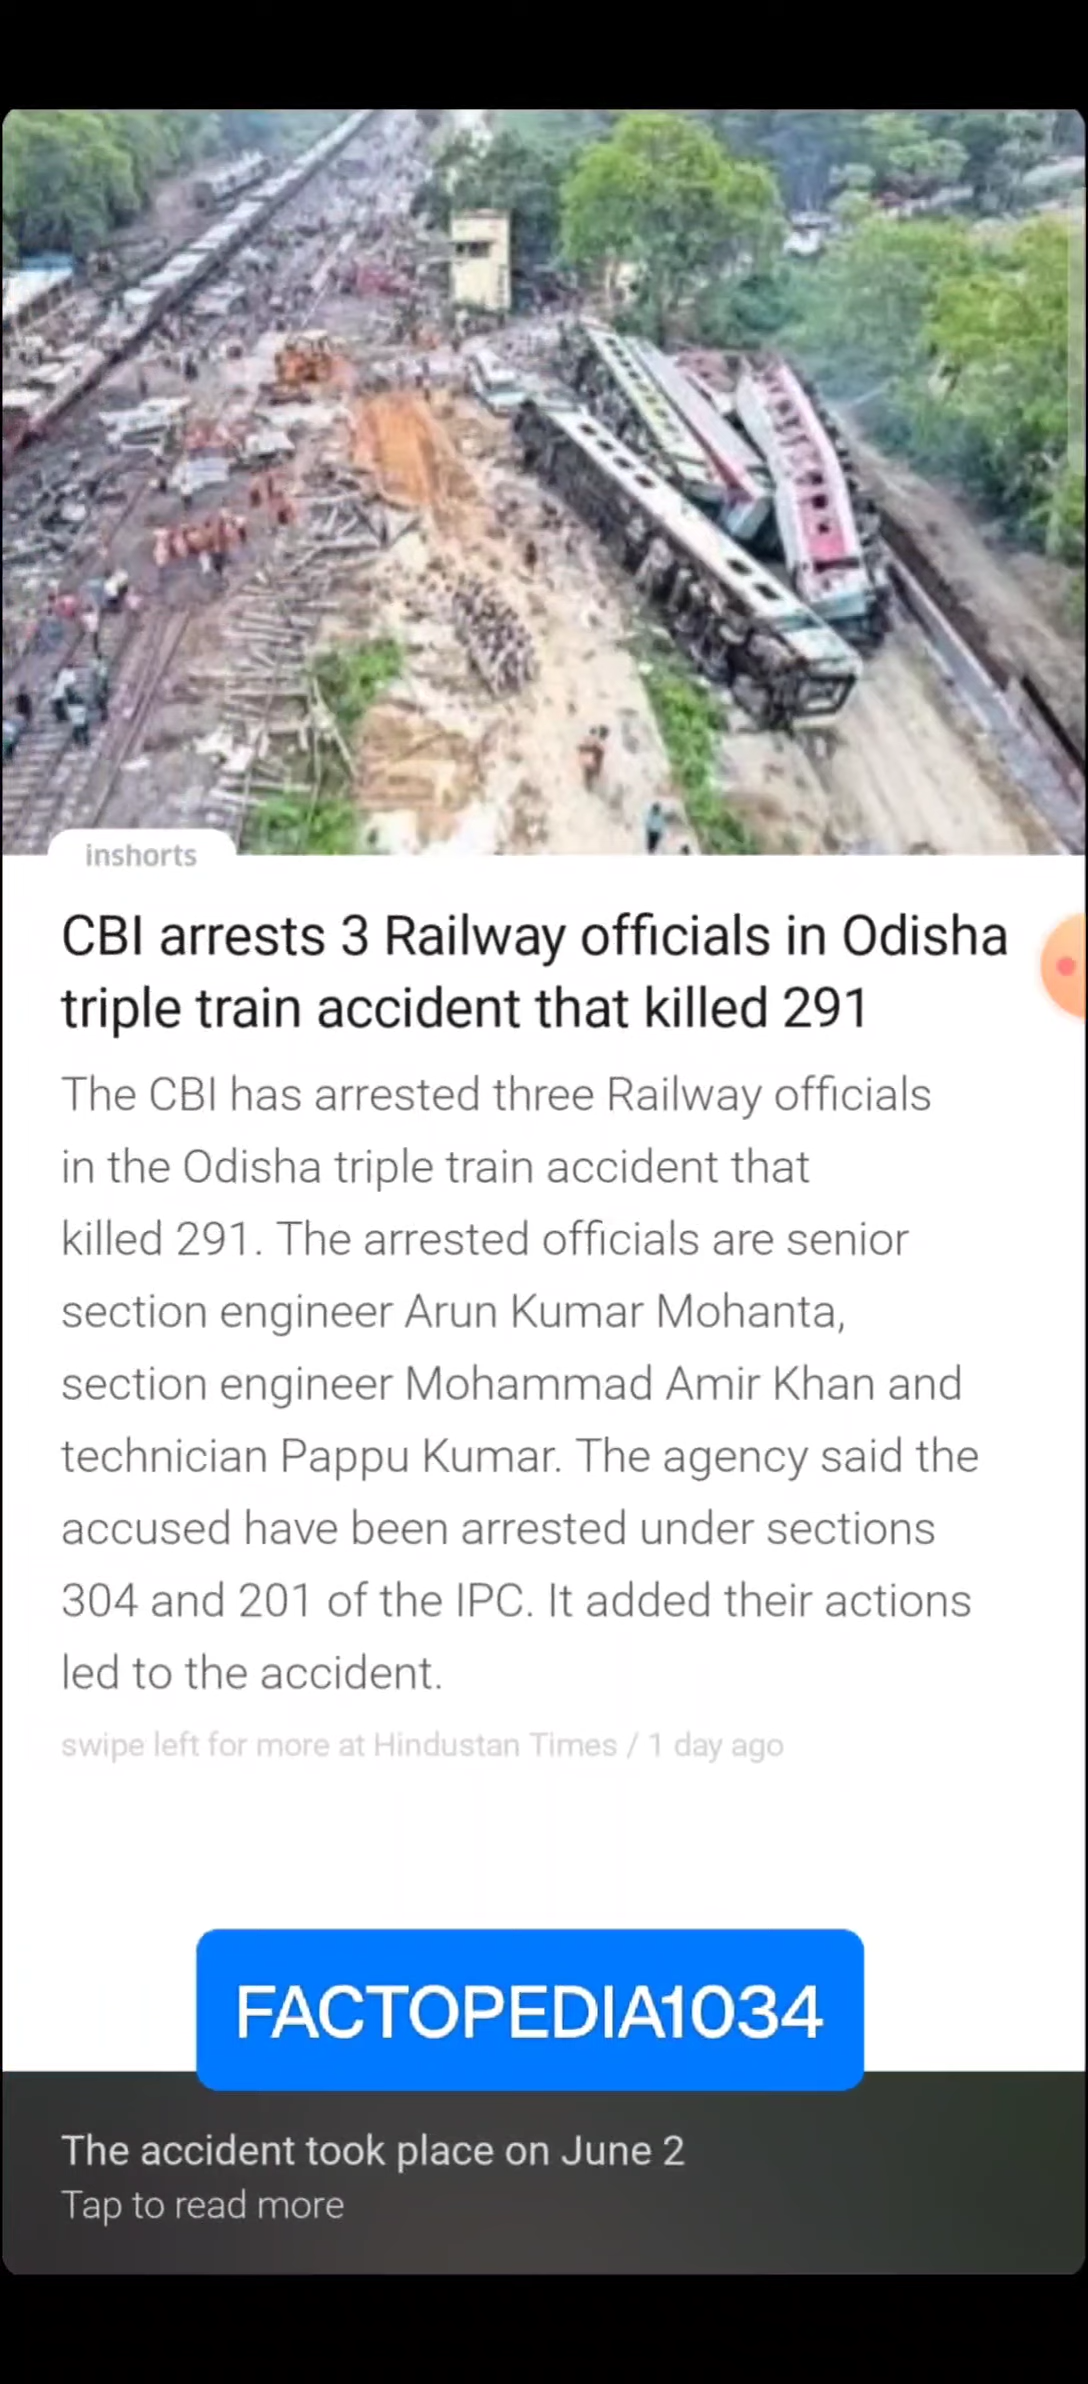 inshorts
CBI arrests 3 Railway officials in Odisha
triple train accident that killed 291
The CBI has arrested three Railway officials
in the Odisha triple train accident that
killed 291. The arrested officials are senior
section engineer Arun Kumar Mohanta,
section engineer Mohammad Amir Khan and
technician Pappu Kumar. The agency said the
accused have been arrested under sections
304 and 201 of the IPC. It added their actions
led to the accident.
swipe left for more at Hindustan Times / 1 day ago
FACTOPEDIA1034
The accident took place on June 2
Tap to read more